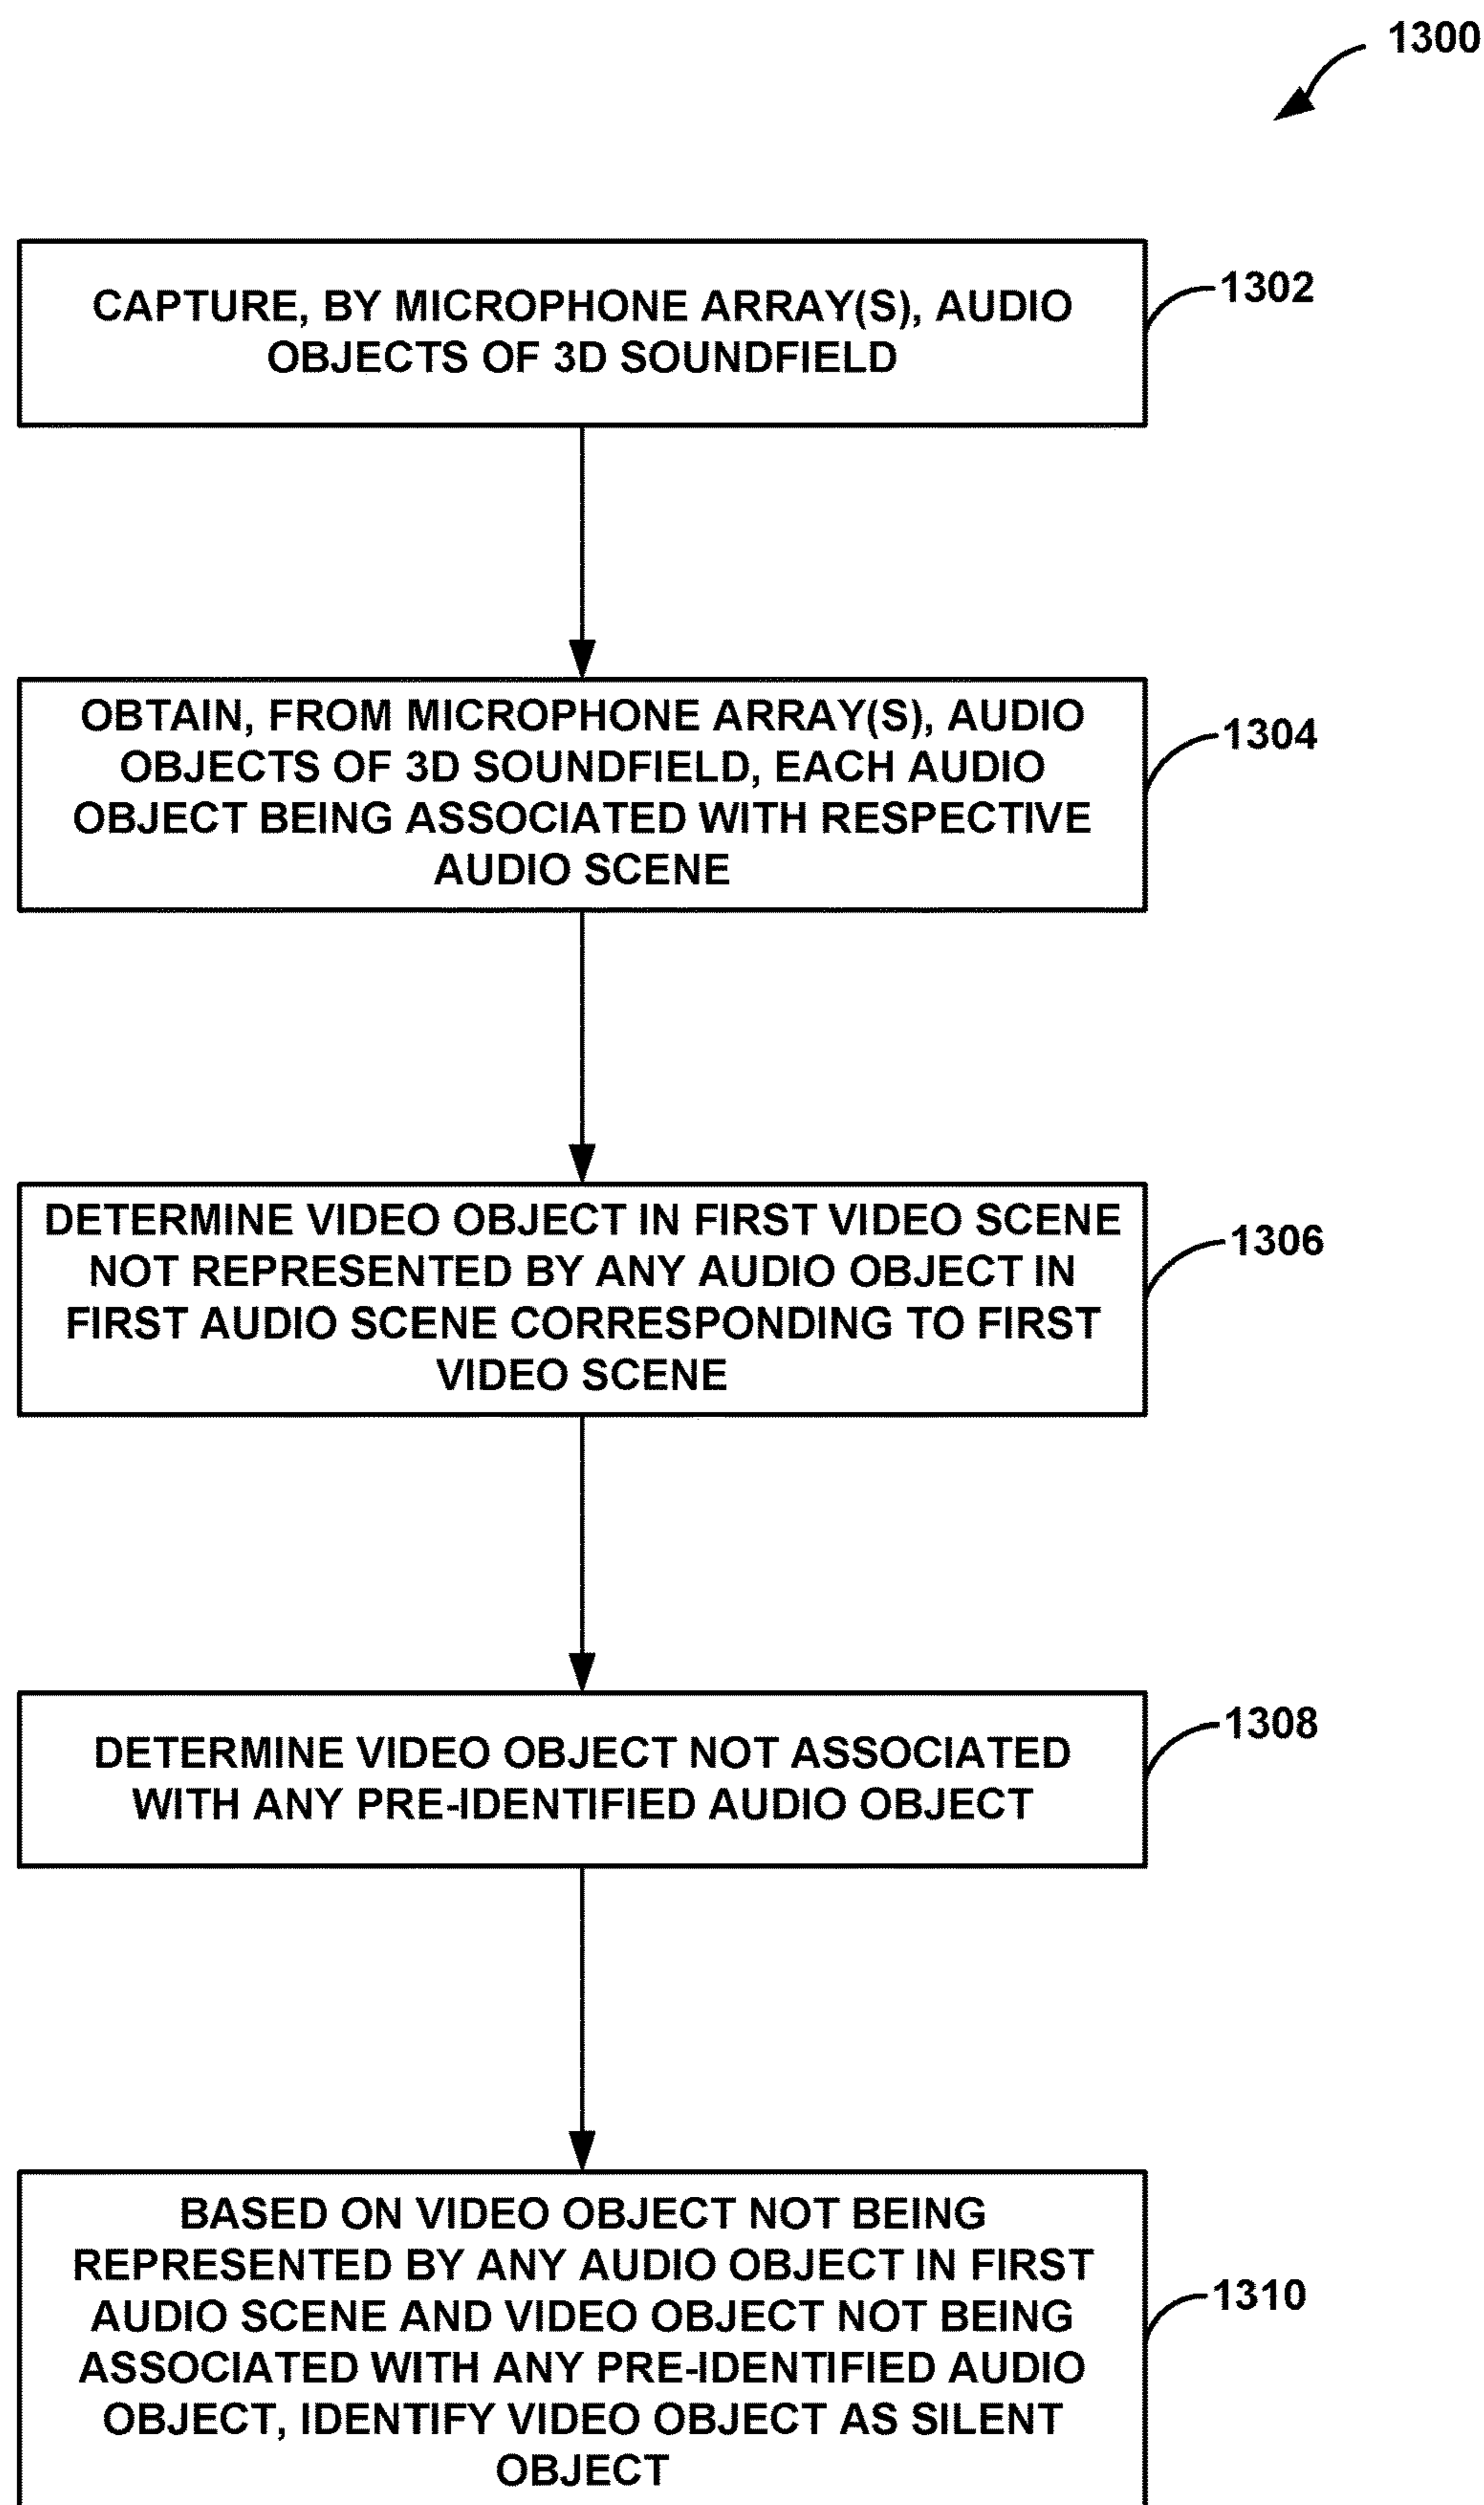 1300
CAPTURE, BY MICROPHONE ARRAY(S), AUDIO
OBJECTS OF 3D SOUNDFIELD
1302
OBTAIN, FROM MICROPHONE ARRAY(S), AUDIO
OBJECTS OF 3D SOUNDFIELD, EACH AUDIO
OBJECT BEING ASSOCIATED WITH RESPECTIVE
AUDIO SCENE
1304
DETERMINE VIDEO OBJECT IN FIRST VIDEO SCENE
NOT REPRESENTED BY ANY AUDIO OBJECT IN
FIRST AUDIO SCENE CORRESPONDING TO FIRST
VIDEO SCENE
1306
DETERMINE VIDEO OBJECT NOT ASSOCIATED
WITH ANY PRE-IDENTIFIED AUDIO OBJECT
1308
BASED ON VIDEO OBJECT NOT BEING
REPRESENTED BY ANY AUDIO OBJECT IN FIRST
AUDIO SCENE AND VIDEO OBJECT NOT BEING
ASSOCIATED WITH ANY PRE-IDENTIFIED AUDIO
OBJECT, IDENTIFY VIDEO OBJECT AS SILENT
OBJECT
1310